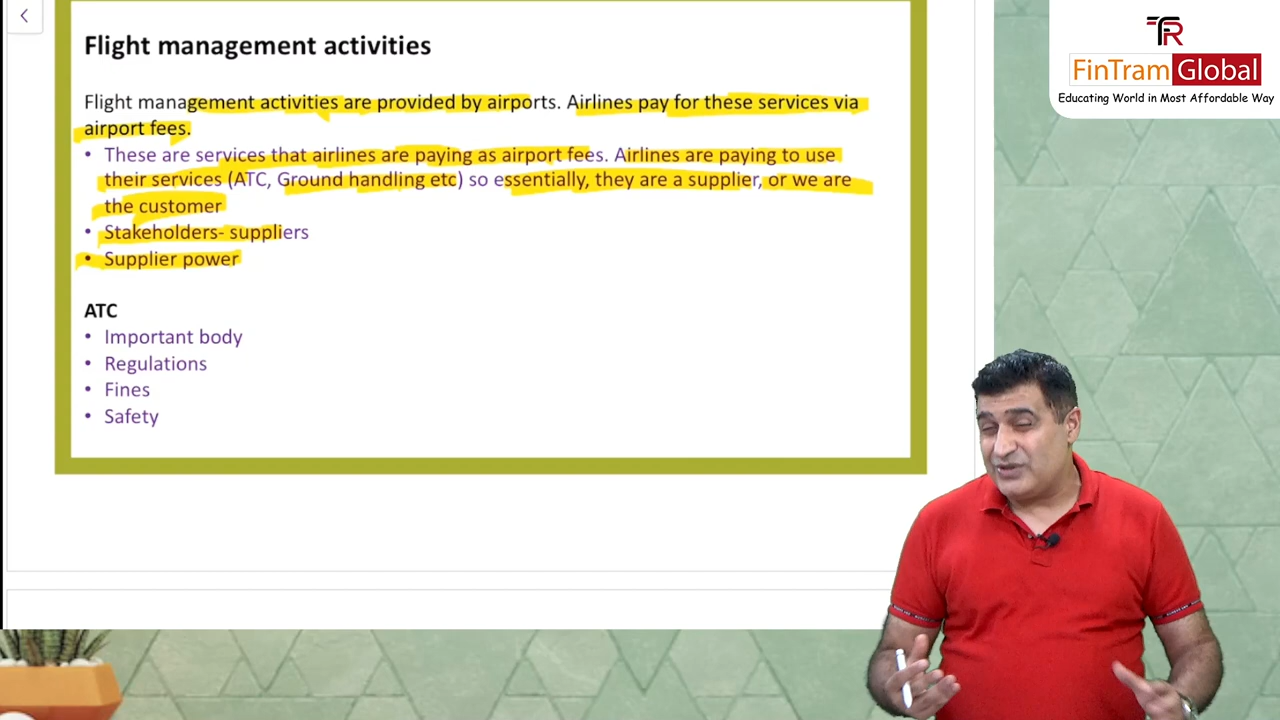 Flight management activities
Flight management activities are provided by airports. Airlines pay for these services via
airport fees.
• These are services that airlines are paying as airport fees. Airlines are paying to use
their services (ATC, Ground handling etc) so essentially, they are a supplier, or we are
the customer
• Stakeholders- suppliers
• Supplier power
ATC
• Important body
• Regulations
• Fines
• Safety
TR
FinTram Global
Educating World in Most Affordable Way